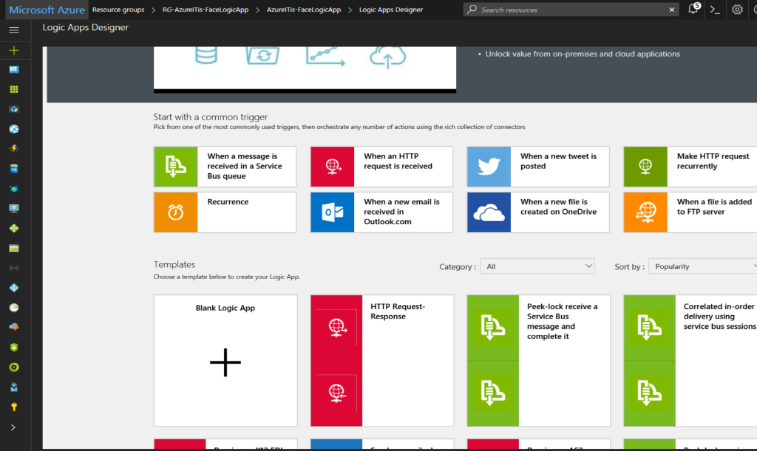 Microsoft Azure Resource groups > RG-AzureITis-FaceLogicApp > AzureITis-FaceLogicApp > Logic Apps Designer Search resources 5
Logic Apps Designer
• Unlock value from on-premises and cloud applications
Start with a common trigger
Pick from one of the most commonly used triggers, then orchestrate any number of actions using the rich collection of connectors
When a message is
received in a Service
Bus queue
When an HTTP
request is received
When a new tweet is
posted
Make HTTP request
recurrently
Recurrence
When a new email is
received in
Outlook.com
When a new file is
created on OneDrive
When a file is added
to FTP server
Templates
Choose a template below to create your Logic App.
Category : All
Sort by : Popularity
Blank Logic App
HTTP Request-
Response
Peek-lock receive a
Service Bus
message and
complete it
Correlated in-order
delivery using
service bus sessions